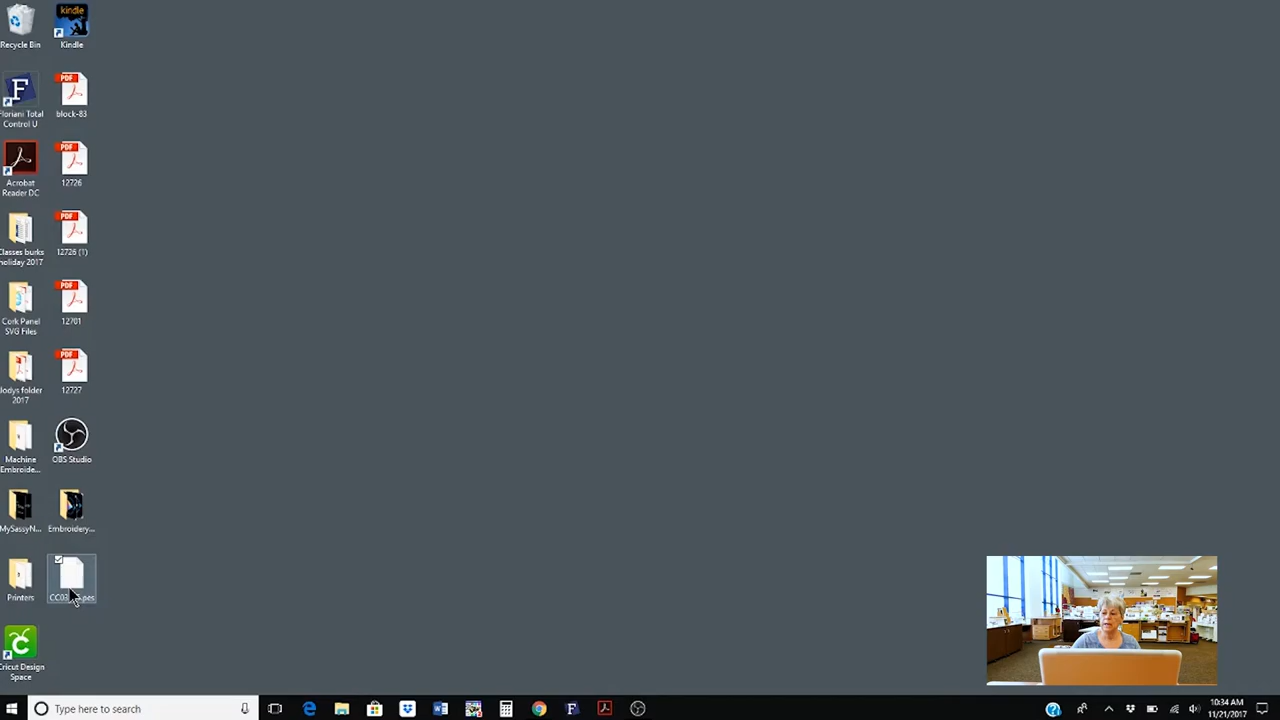 Recycle Bin
kindle
Kindle
F
Floriani Total
Control U
PDF
block-83
Acrobat
Reader DC
PDF
12726
Classes burks
holiday 2017
PDF
12726 (1)
Cork Panel
SVG Files
PDF
12701
Jodys folder
2017
PDF
12727
Machine
Embroide...
OBS Studio
MySassyN...
Embroidery...
Printers
.pes
Cricut Design
Space
Type here to search
10:34 AM
11/21/2017